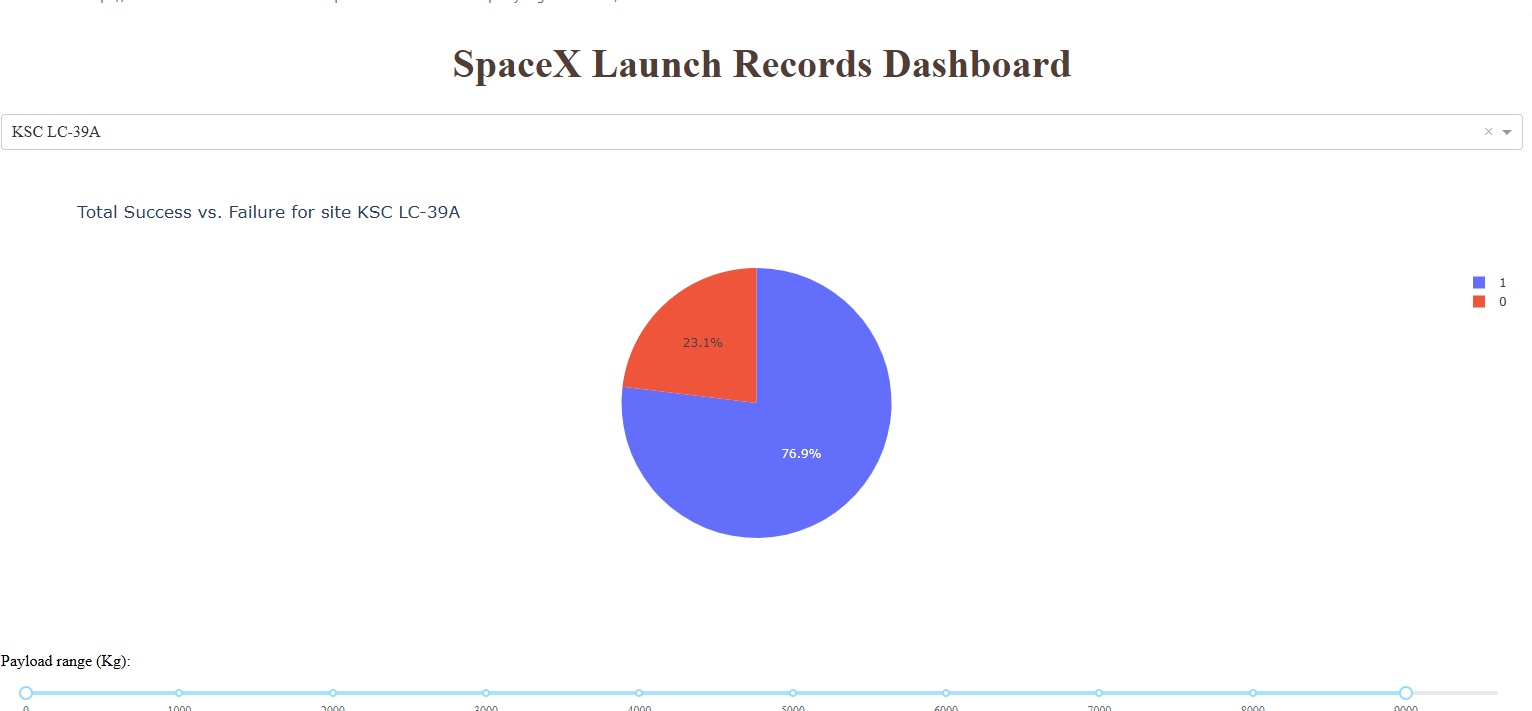 SpaceX Launch Records Dashboard
KSC LC-39A
×
Total Success vs. Failure for site KSC LC-39A
1
0
23.1%
76.9%
Payload range (Kg):
0 1000 2000 3000 4000 5000 6000 7000 8000 9000